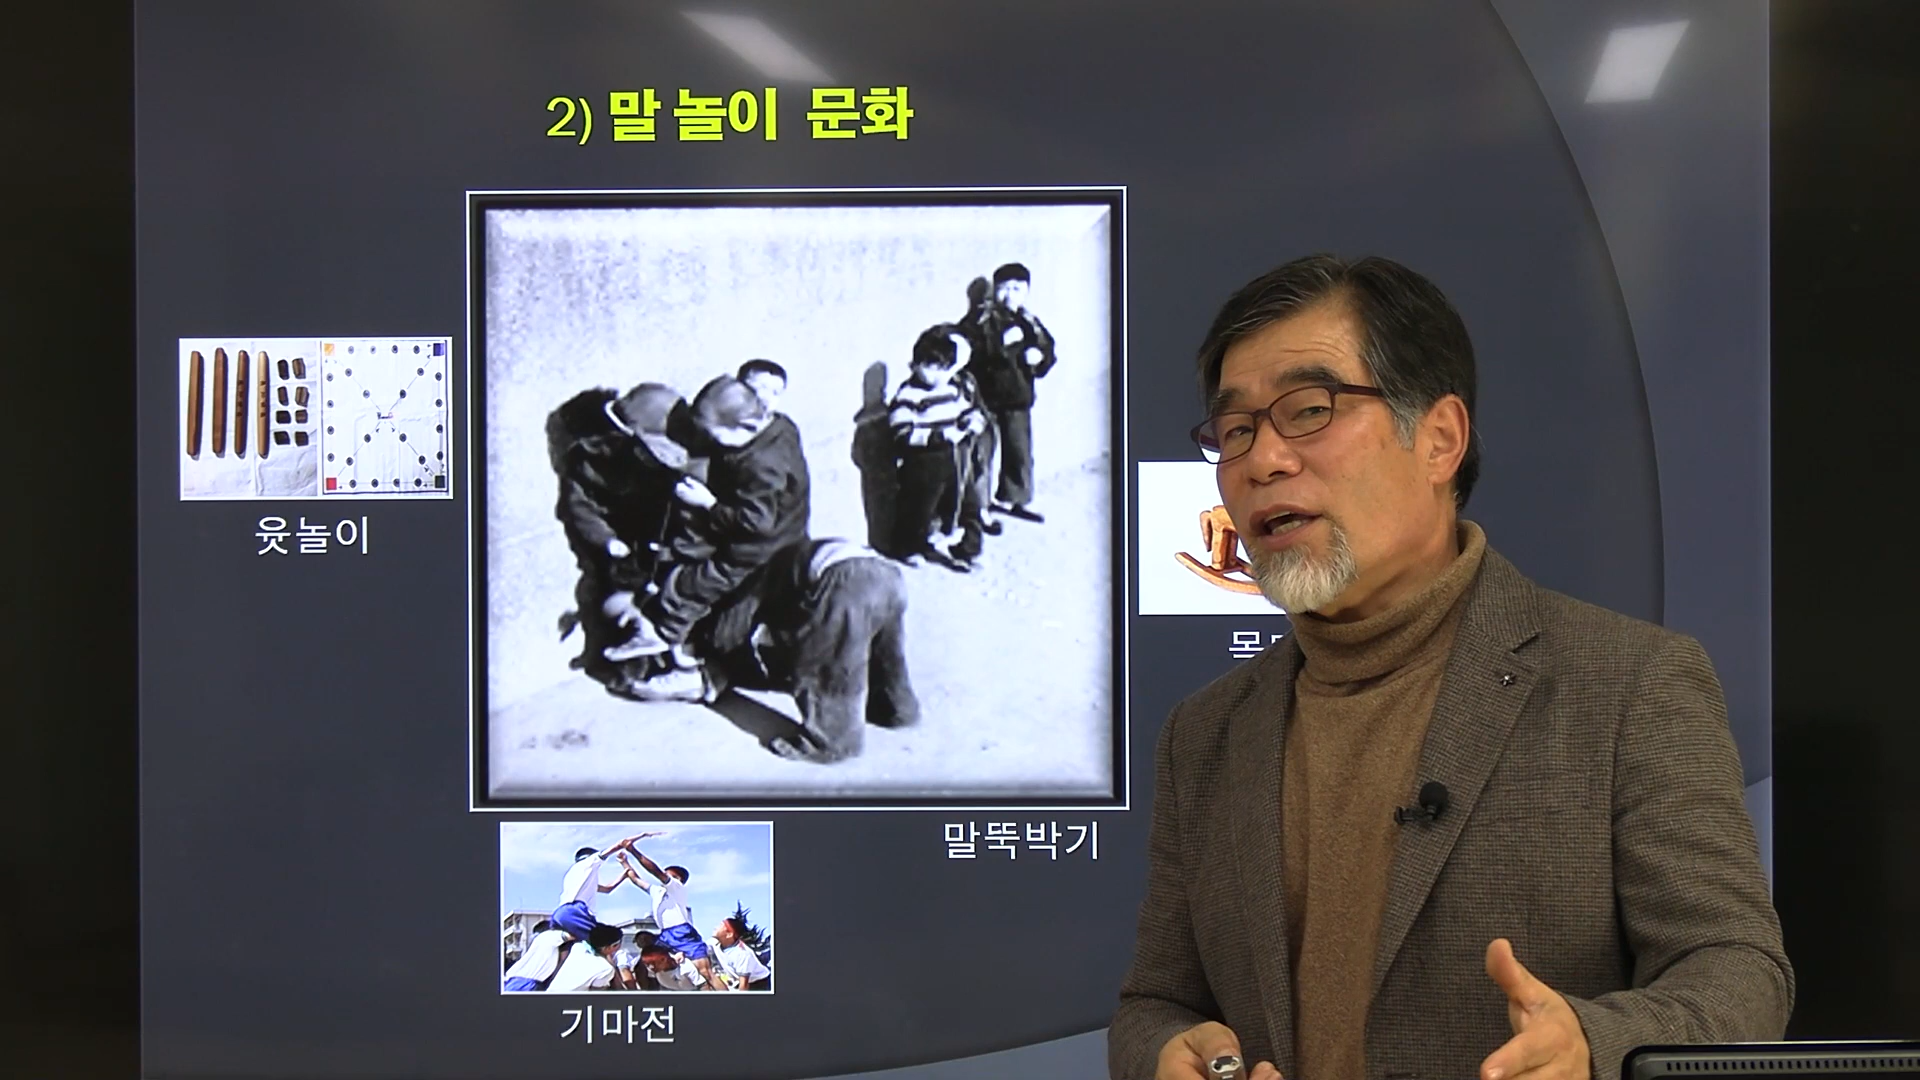 2) 말 놀이 문화
윷놀이
말뚝박기
기마전